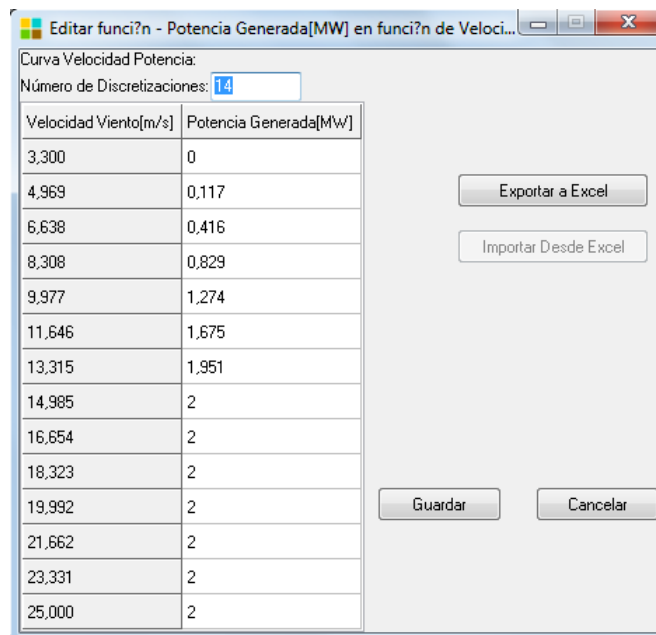 Editar funci?n - Potencia Generada[MW] en funci?n de Veloci...
Curva Velocidad Potencia:
Número de Discretizaciones: 14
Velocidad Viento[m/s] Potencia Generada[MW]
3,300 0
4,969 0,117
Exportar a Excel
6,638 0,416
Importar Desde Excel
8,308 0,829
9,977 1,274
11,646 1,675
13,315 1,951
14,985 2
16,654 2
18,323 2
19,992 2
Guardar Cancelar
21,662 2
23,331 2
25,000 2